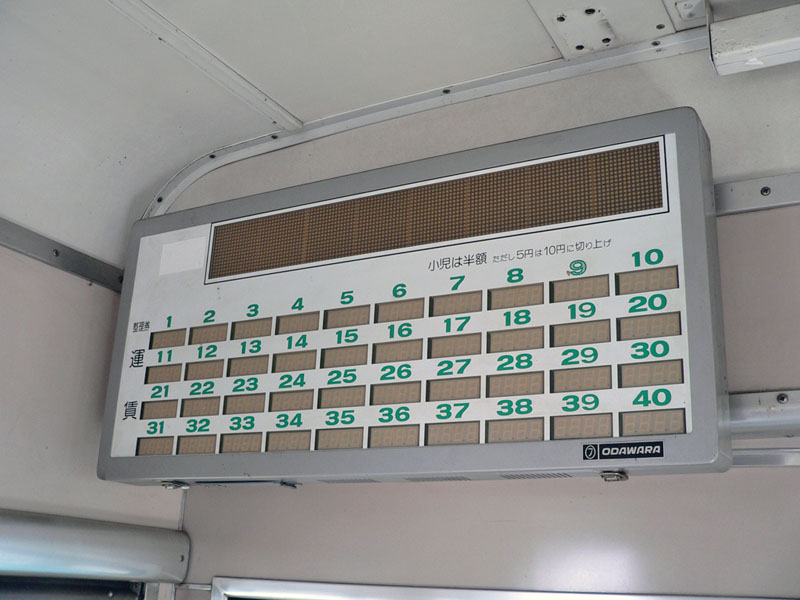 小児は半額 ただし5円は10円に切り上げ
整理券 1 2 3 4 5 6 7 8 9 10
運 11 12 13 14 15 16 17 18 19 20
賃 21 22 23 24 25 26 27 28 29 30
31 32 33 34 35 36 37 38 39 40
ODAWARA